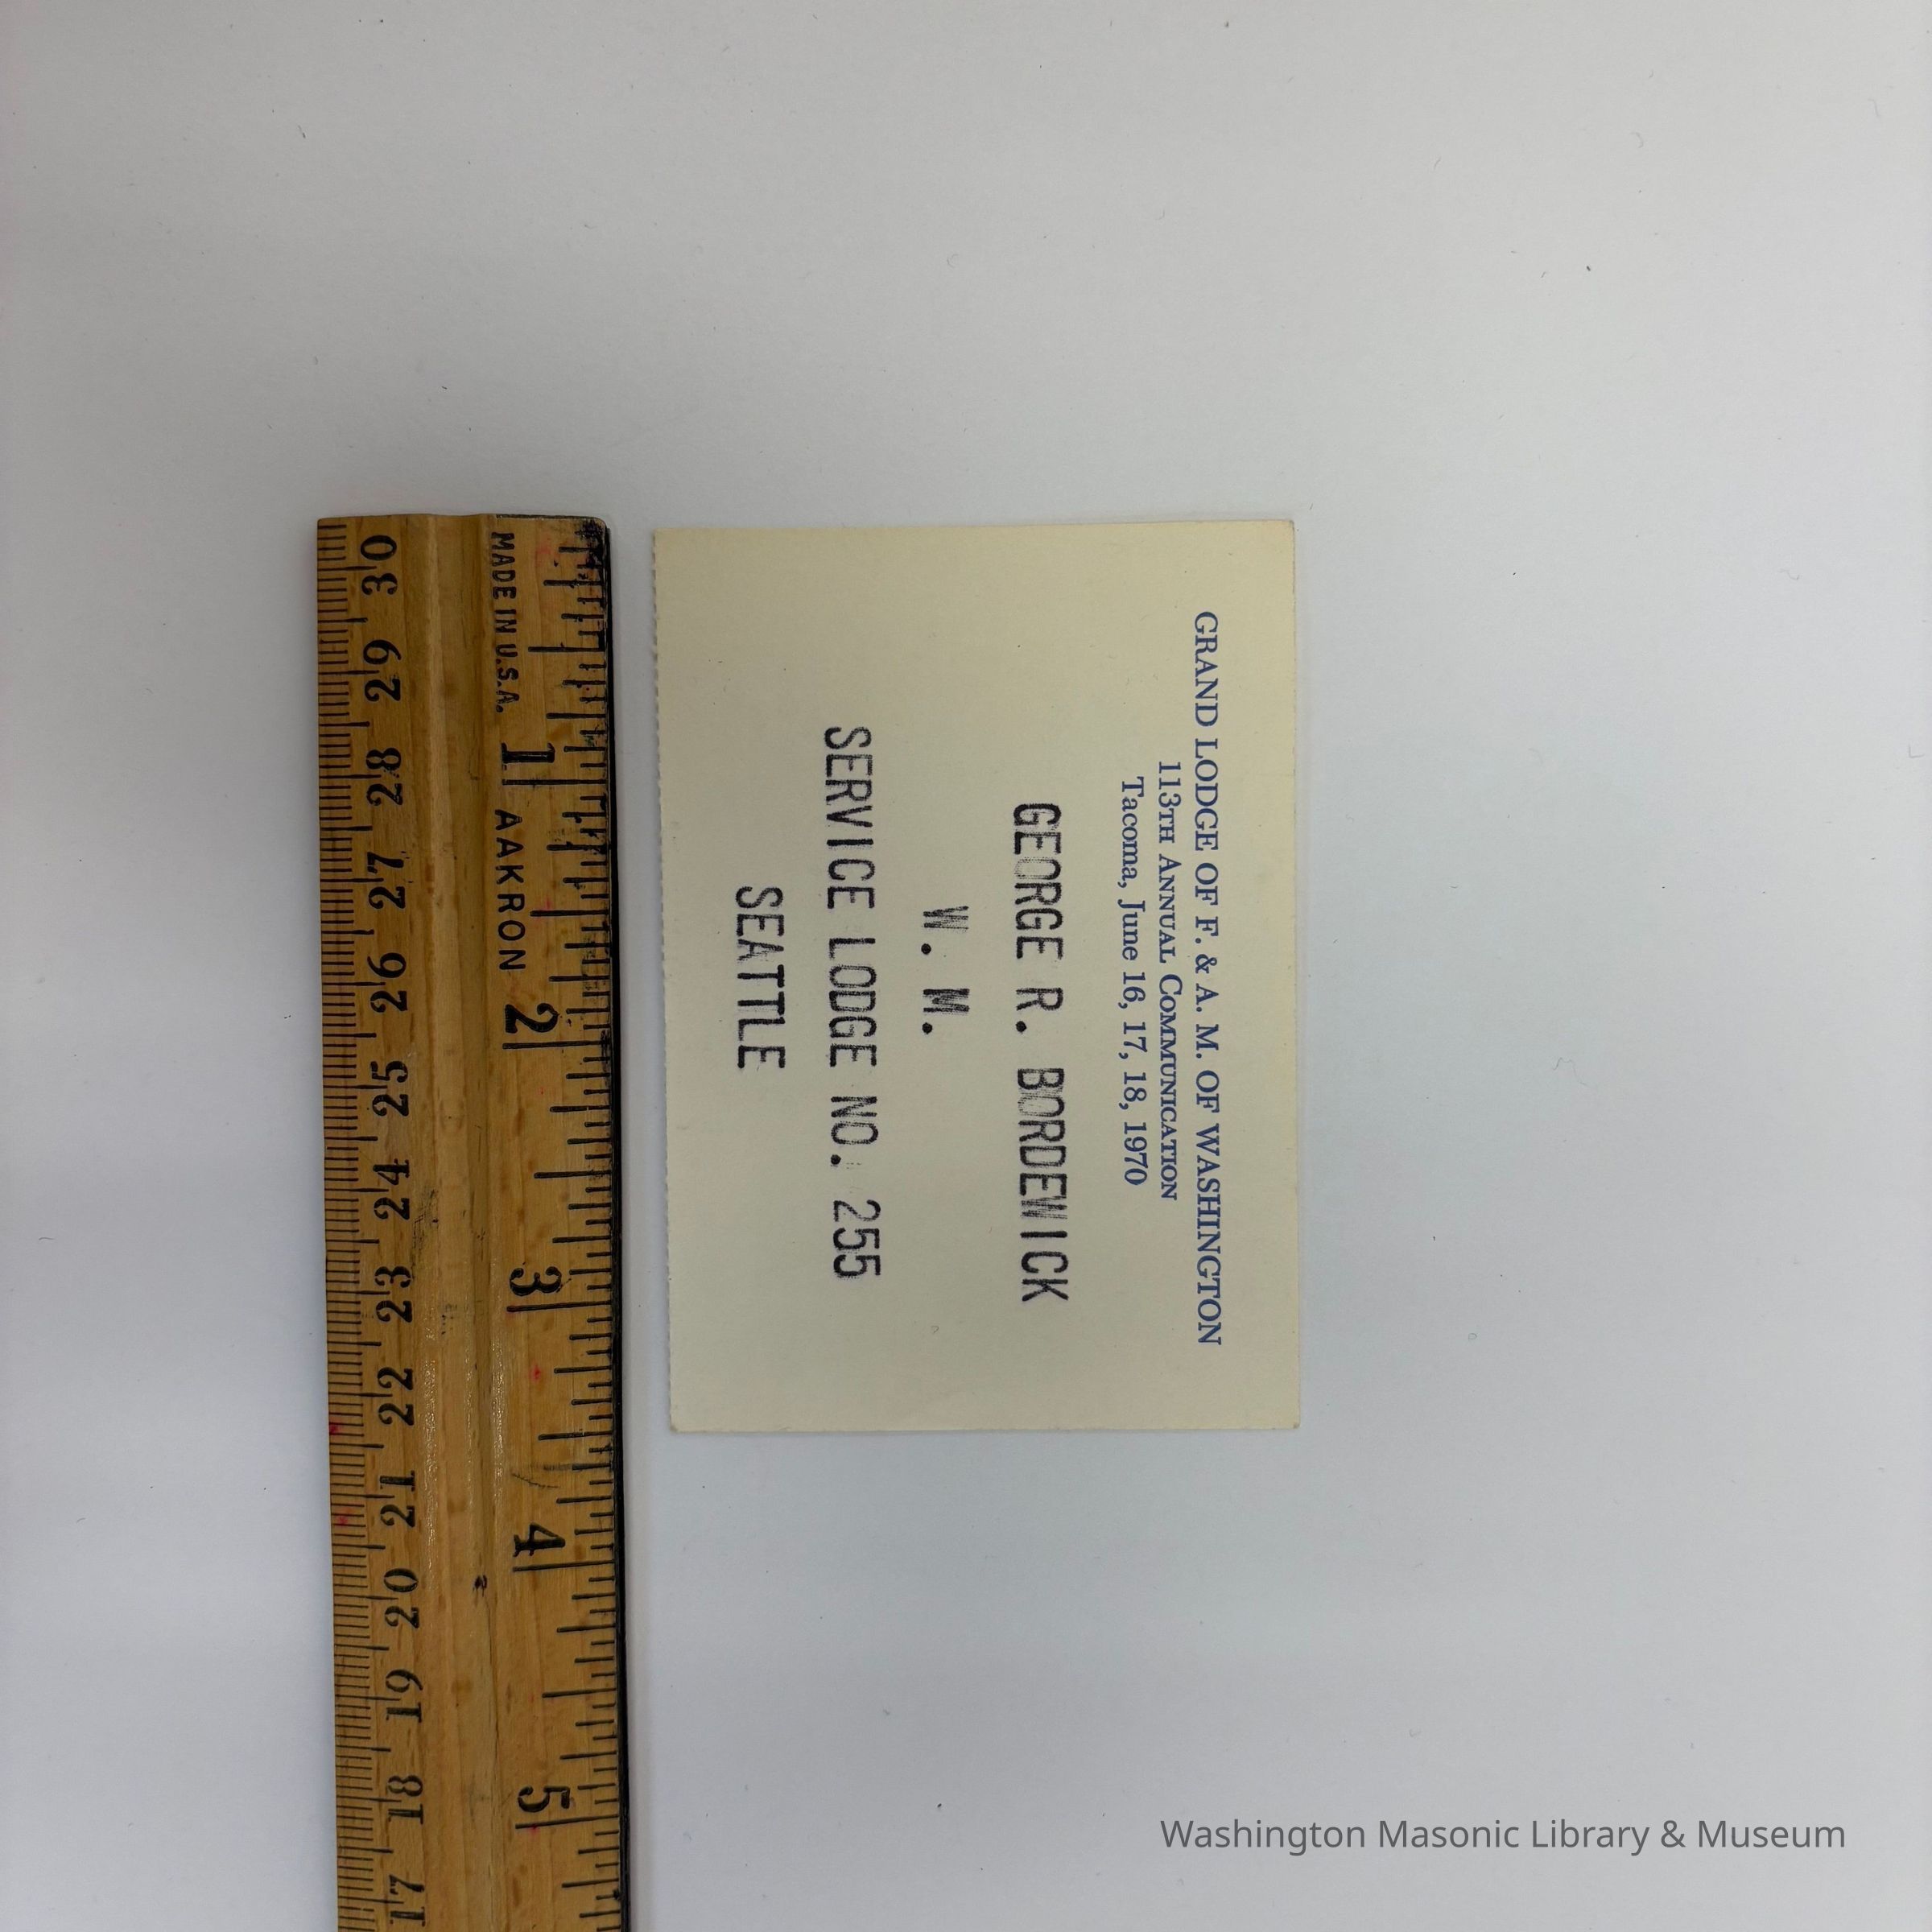 GRAND LODGE OF F. & A. M. OF WASHINGTON
113TH ANNUAL COMMUNICATION
Tacoma, June 16, 17, 18, 1970
GEORGE R. BORDEWICK
W. M.
SERVICE LODGE NO. 255
SEATTLE
MADE IN U.S.A. 1 AAKRON 2 3 4 5
30 29 28 27 26 25 24 23 22 21 20 19 18 17
Washington Masonic Library & Museum